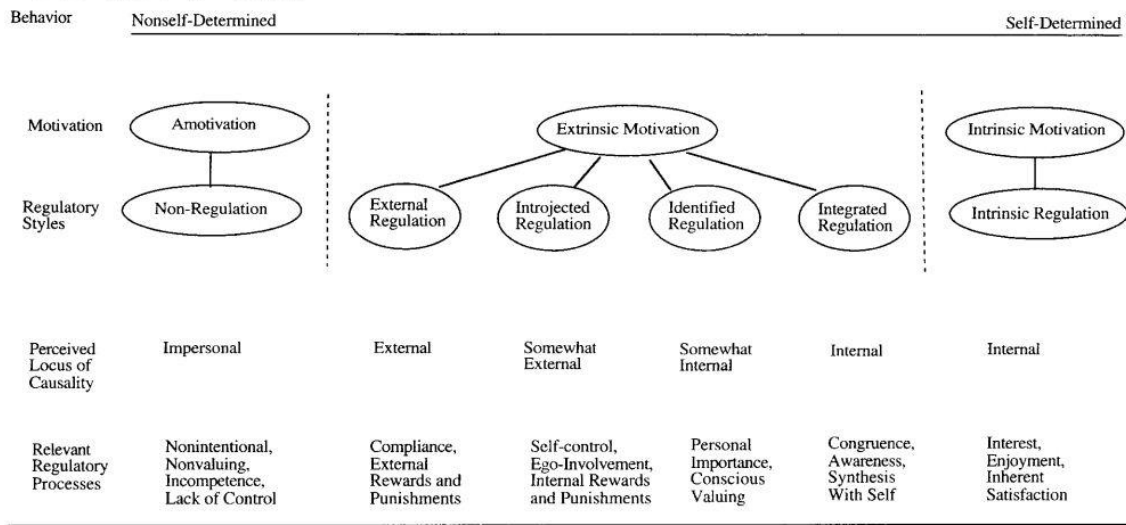 Behavior Nonself-Determined Self-Determined
Motivation Amotivation Extrinsic Motivation Intrinsic Motivation
Regulatory
Styles
Non-Regulation
External
Regulation
Introjected
Regulation
Identified
Regulation
Integrated
Regulation
Intrinsic Regulation
Perceived
Locus of
Causality
Impersonal
External
Somewhat
External
Somewhat
Internal
Internal
Internal
Relevant
Regulatory
Processes
Nonintentional,
Nonvaluing,
Incompetence,
Lack of Control
Compliance,
External
Rewards and
Punishments
Self-control,
Ego-Involvement,
Internal Rewards
and Punishments
Personal
Importance,
Conscious
Valuing
Congruence,
Awareness,
Synthesis
With Self
Interest,
Enjoyment,
Inherent
Satisfaction